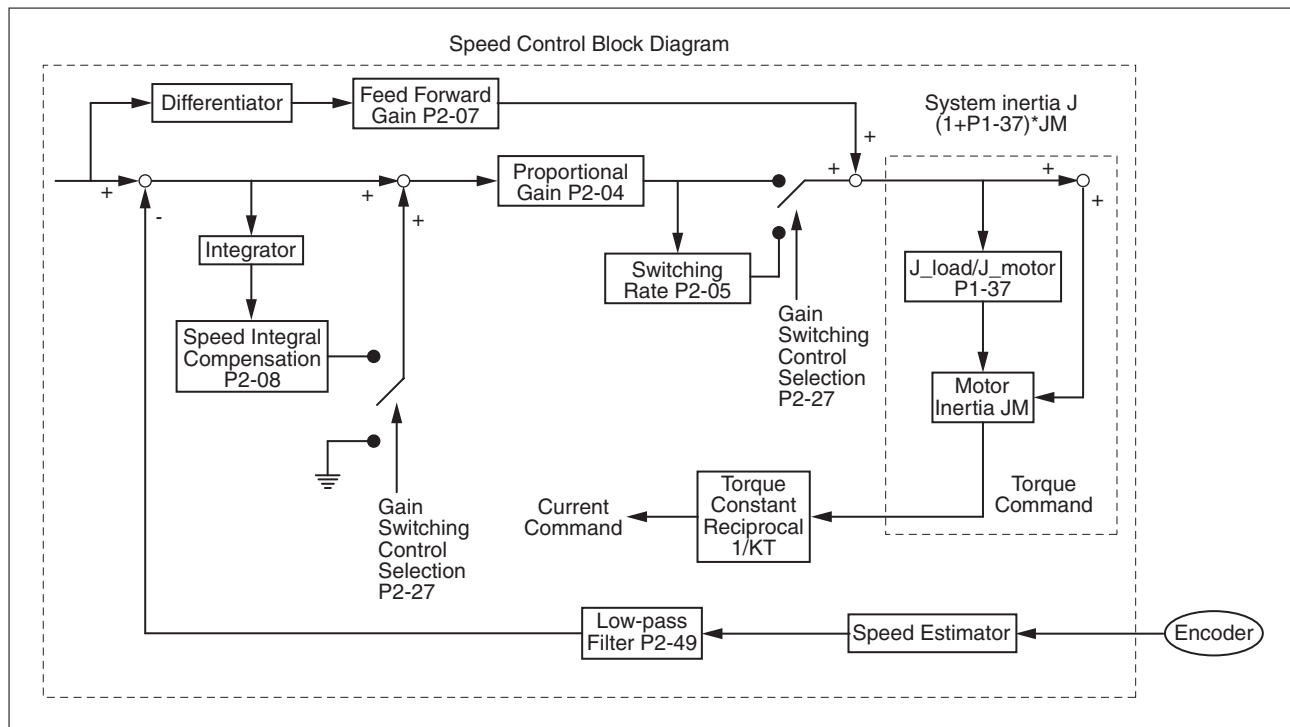 Speed Control Block Diagram
Differentiator
Feed Forward
Gain P2-07
System inertia J
(1+P1-37)*JM
+
+
-
+
+
Proportional
Gain P2-04
+
+
+
Integrator
Switching
Rate P2-05
J_load/J_motor
P1-37
Speed Integral
Compensation
P2-08
Gain
Switching
Control
Selection
P2-27
Motor
Inertia JM
Gain
Switching
Control
Selection
P2-27
Current
Command
Torque
Constant
Reciprocal
1/KT
Torque
Command
Low-pass
Filter P2-49
Speed Estimator
Encoder